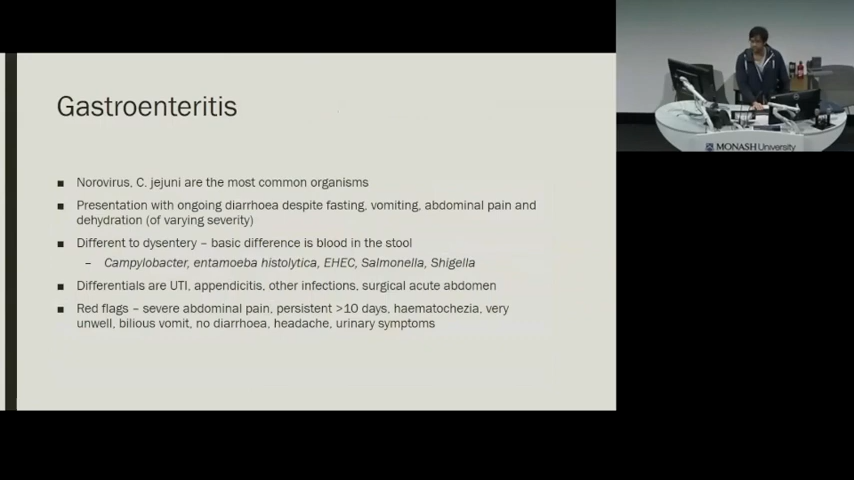 Gastroenteritis
■ Norovirus, C. jejuni are the most common organisms
■ Presentation with ongoing diarrhoea despite fasting, vomiting, abdominal pain and
dehydration (of varying severity)
■ Different to dysentery – basic difference is blood in the stool
– Campylobacter, entamoeba histolytica, EHEC, Salmonella, Shigella
■ Differentials are UTI, appendicitis, other infections, surgical acute abdomen
■ Red flags – severe abdominal pain, persistent >10 days, haematochezia, very
unwell, bilious vomit, no diarrhoea, headache, urinary symptoms
MONASH University